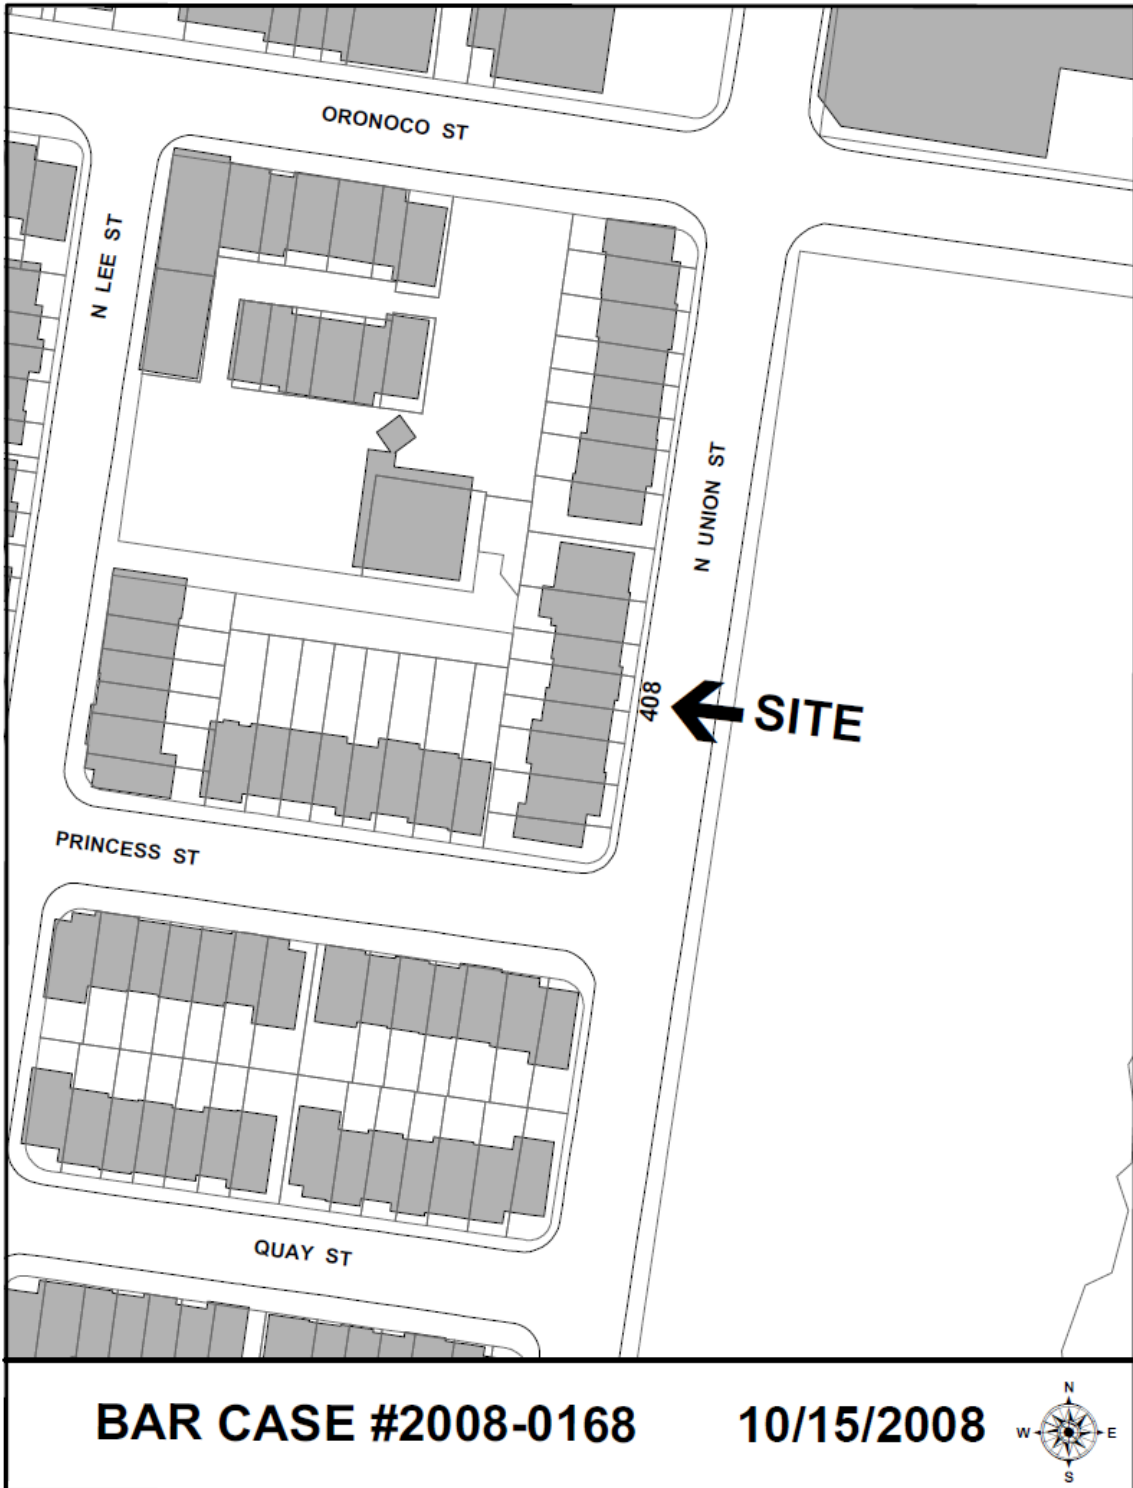 ORONOCO ST
N LEE ST
N UNION ST
408
SITE
PRINCESS ST
QUAY ST
BAR CASE #2008-0168
10/15/2008
N
W
E
S